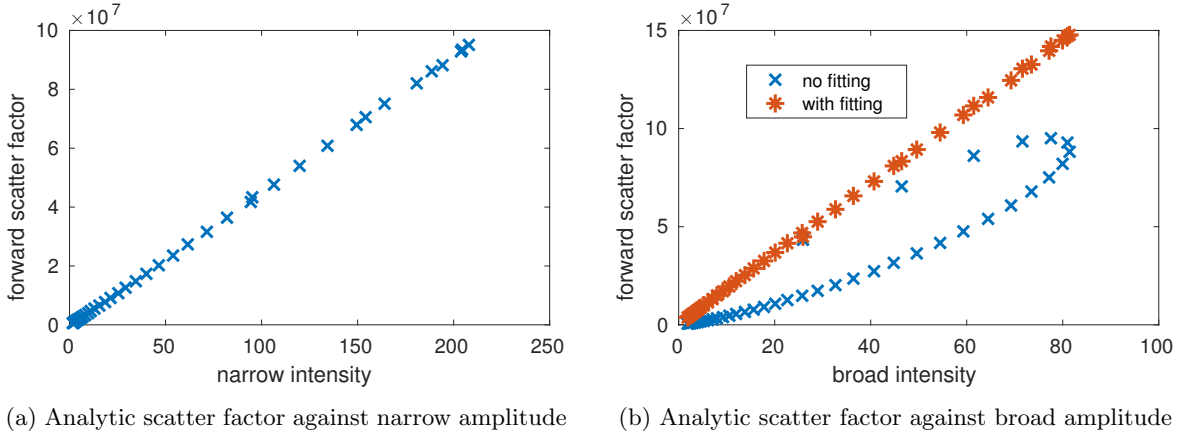 ×10⁷
10
8
6
4
2
0
forward scatter factor
0 50 100 150 200 250
narrow intensity
(a) Analytic scatter factor against narrow amplitude
×10⁷
15
10
5
0
forward scatter factor
no fitting
with fitting
0 20 40 60 80 100
broad intensity
(b) Analytic scatter factor against broad amplitude